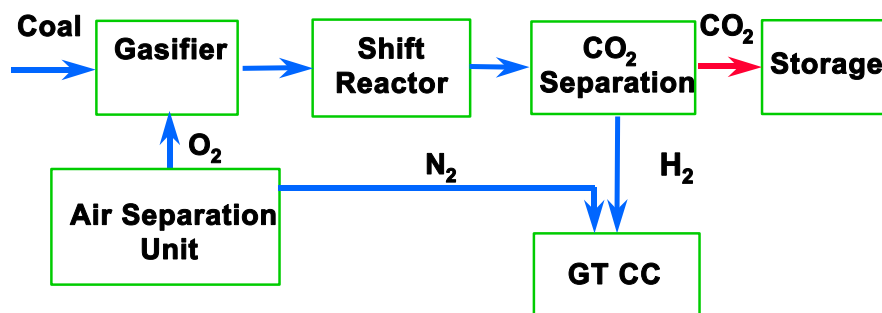 Coal
Gasifier
Shift
Reactor
CO₂
Separation
CO₂
Storage
O₂
N₂
H₂
Air Separation
Unit
GT CC